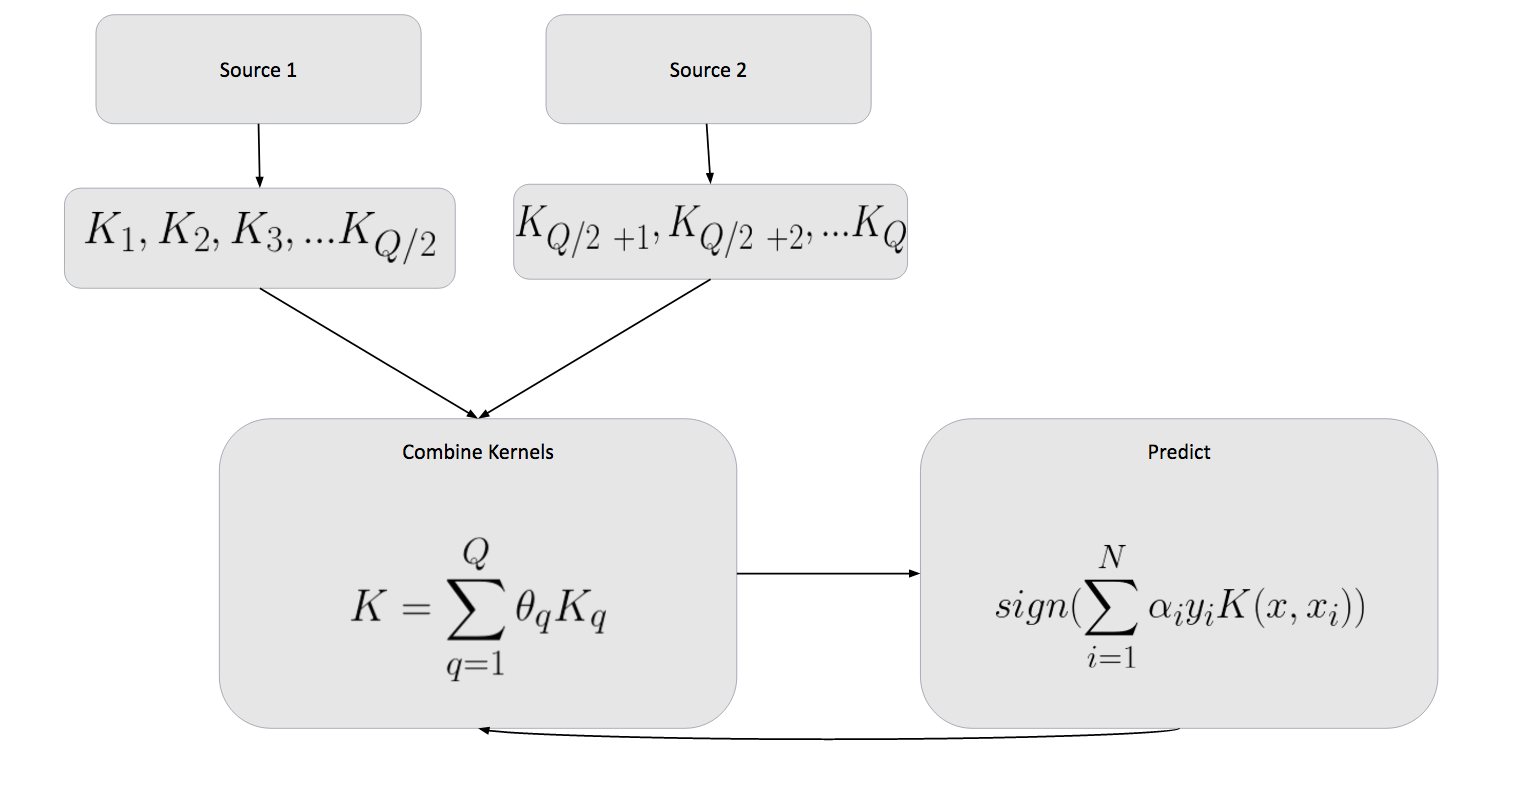 Source 1
Source 2
K_1, K_2, K_3, ...K_{Q/2}
K_{Q/2 +1}, K_{Q/2 +2}, ...K_Q
Combine Kernels
K = \sum_{q=1}^{Q} \theta_q K_q
Predict
sign(\sum_{i=1}^{N} \alpha_i y_i K(x, x_i))